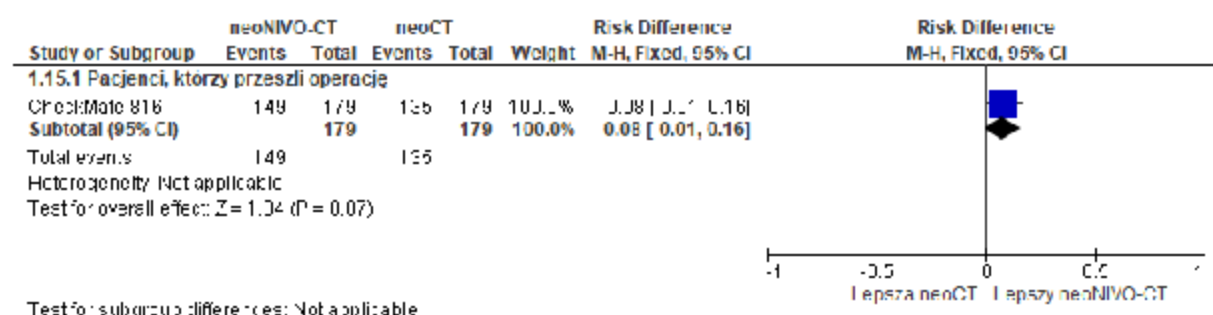 neoNIVO-CT neoCT Risk Difference Risk Difference
Study or Subgroup Events Total Events Total Weight M-H, Fixed, 95% CI M-H, Fixed, 95% CI
1.15.1 Pacjenci, którzy przeszli operację
CheckMate 816 149 179 135 179 100.0%
Subtotal (95% CI) 179 179 100.0% 0.08 [ 0.01, 0.16]
Total events 149 135
Heterogeneity: Not applicable
Test for overall effect: Z = (P = 0.07)
-1 -0.5 0 0.5 1
Lepsza neoCT Lepszy neoNIVO-CT
Test for subgroup differences: Not applicable